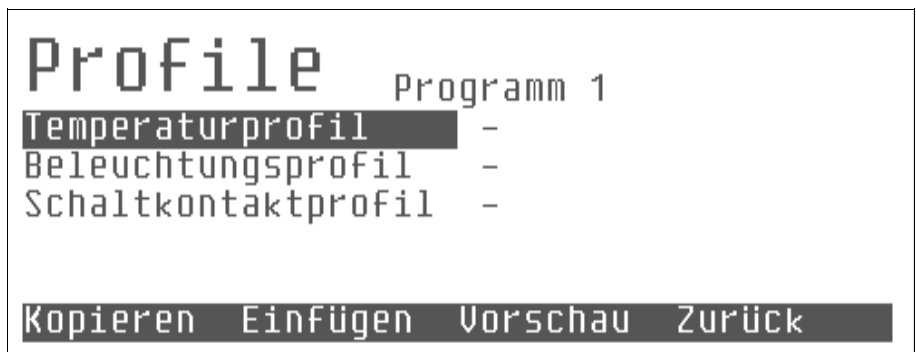 Profile Programm 1
Temperaturprofil –
Beleuchtungsprofil –
Schaltkontaktprofil –
Kopieren Einfügen Vorschau Zurück